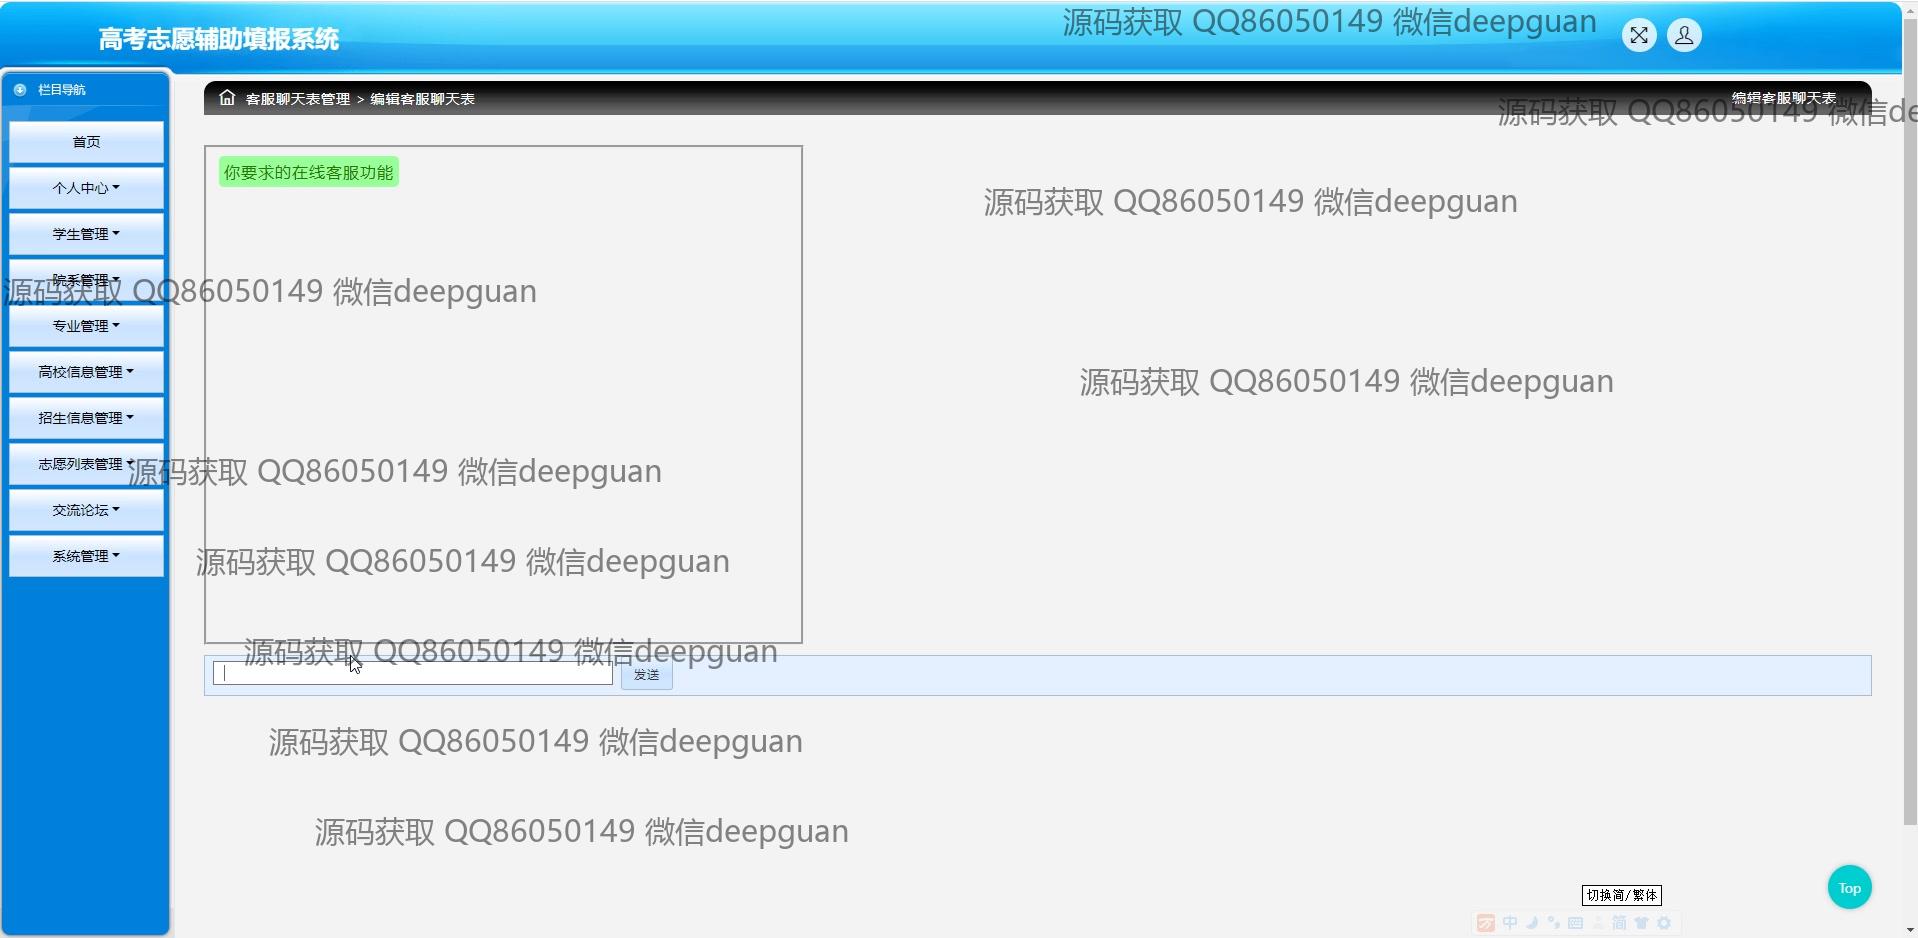 高考志愿辅助填报系统
源码获取 QQ86050149 微信deepguan
栏目导航
客服聊天表管理 > 编辑客服聊天表
编辑客服聊天表
源码获取 QQ86050149 微信de
首页
你要求的在线客服功能
个人中心
源码获取 QQ86050149 微信deepguan
学生管理
院系管理
源码获取 QQ86050149 微信deepguan
专业管理
高校信息管理
源码获取 QQ86050149 微信deepguan
招生信息管理
志愿列表管理
源码获取 QQ86050149 微信deepguan
交流论坛
系统管理
源码获取 QQ86050149 微信deepguan
源码获取 QQ86050149 微信deepguan
发送
源码获取 QQ86050149 微信deepguan
源码获取 QQ86050149 微信deepguan
Top
切换简/繁体
中 简